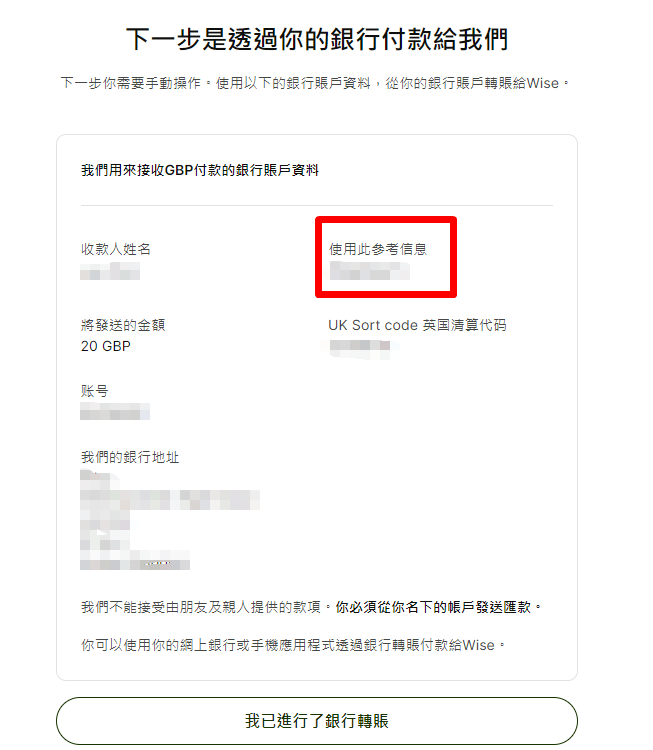 下一步是透過你的銀行付款給我們
下一步你需要手動操作。使用以下的銀行賬戶資料，從你的銀行賬戶轉賬給Wise。
我們用來接收GBP付款的銀行賬戶資料
收款人姓名
使用此參考信息
將發送的金額
20 GBP
UK Sort code 英国清算代码
账号
我們的銀行地址
我們不能接受由朋友及親人提供的款項。你必須從你名下的帳戶發送匯款。
你可以使用你的網上銀行或手機應用程式透過銀行轉賬付款給Wise。
我已進行了銀行轉賬